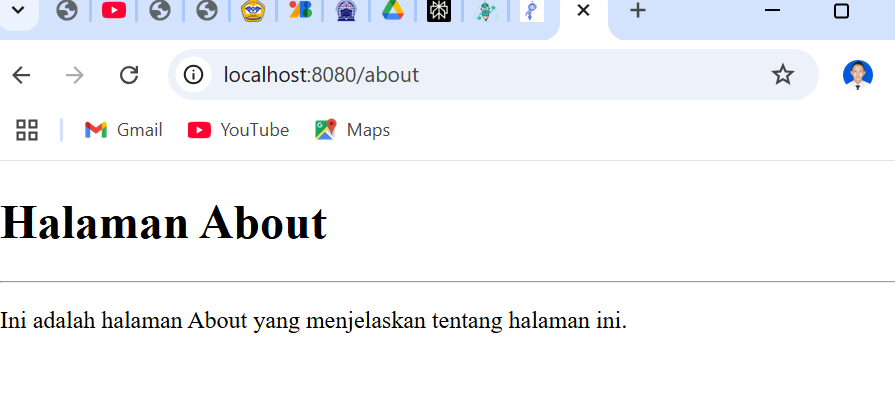 localhost:8080/about
Gmail YouTube Maps
Halaman About
Ini adalah halaman About yang menjelaskan tentang halaman ini.